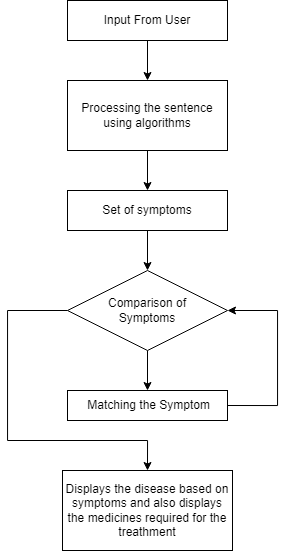 Input From User
Processing the sentence
using algorithms
Set of symptoms
Comparison of
Symptoms
Matching the Symptom
Displays the disease based on
symptoms and also displays
the medicines required for the
treathment